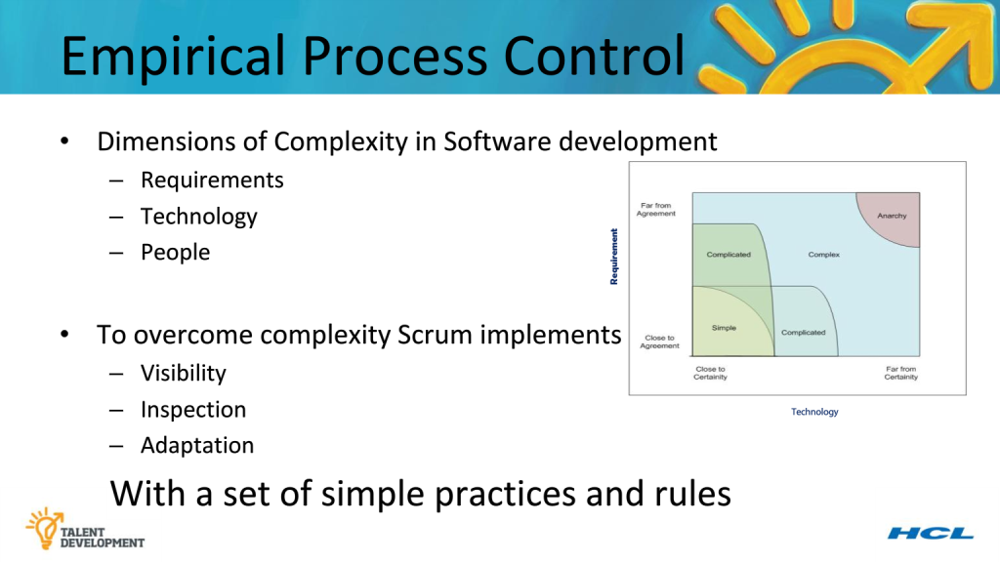 Empirical Process Control
• Dimensions of Complexity in Software development
– Requirements
– Technology
– People
• To overcome complexity Scrum implements
– Visibility
– Inspection
– Adaptation
With a set of simple practices and rules
Requirement
Far from
Agreement
Anarchy
Complicated
Complex
Simple
Complicated
Close to
Agreement
Close to
Certainity
Far from
Certainity
Technology
TALENT
DEVELOPMENT
HCL